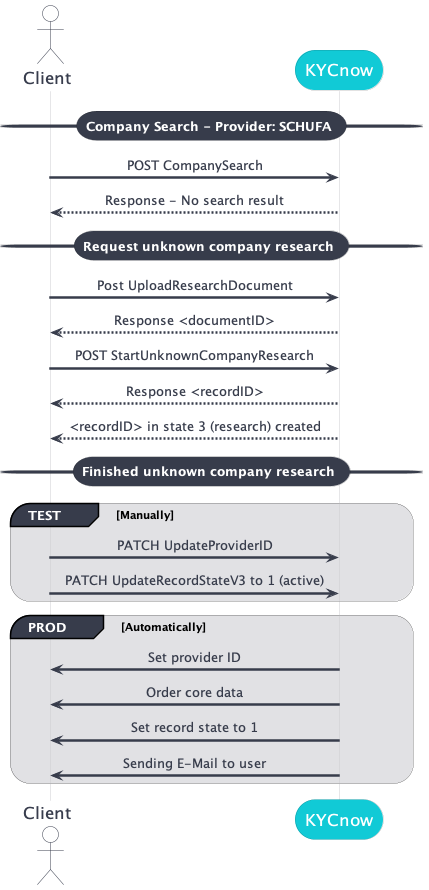 Client
KYCnow
Company Search - Provider: SCHUFA
POST CompanySearch
Response - No search result
Request unknown company research
Post UploadResearchDocument
Response <documentID>
POST StartUnknownCompanyResearch
Response <recordID>
<recordID> in state 3 (research) created
Finished unknown company research
TEST [Manually]
PATCH UpdateProviderID
PATCH UpdateRecordStateV3 to 1 (active)
PROD [Automatically]
Set provider ID
Order core data
Set record state to 1
Sending E-Mail to user
Client
KYCnow